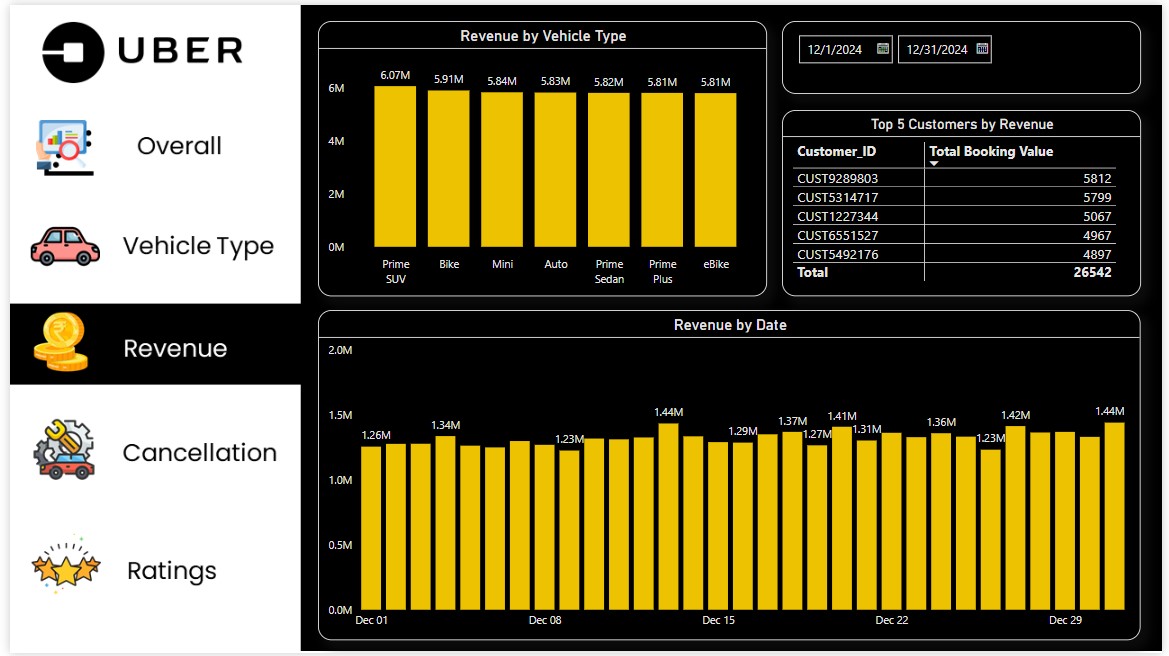 UBER
Overall
Vehicle Type
Revenue
Cancellation
Ratings
Revenue by Vehicle Type
6.07M 5.91M 5.84M 5.83M 5.82M 5.81M 5.81M
6M
4M
2M
0M
Prime SUV Bike Mini Auto Prime Sedan Prime Plus eBike
12/1/2024 12/31/2024
Top 5 Customers by Revenue
Customer_ID Total Booking Value
CUST9289803 5812
CUST5314717 5799
CUST1227344 5067
CUST6551527 4967
CUST5492176 4897
Total 26542
Revenue by Date
2.0M
1.5M
1.0M
0.5M
0.0M
1.26M 1.34M 1.23M 1.44M 1.29M 1.37M 1.27M 1.41M 1.31M 1.36M 1.23M 1.42M 1.44M
Dec 01 Dec 08 Dec 15 Dec 22 Dec 29